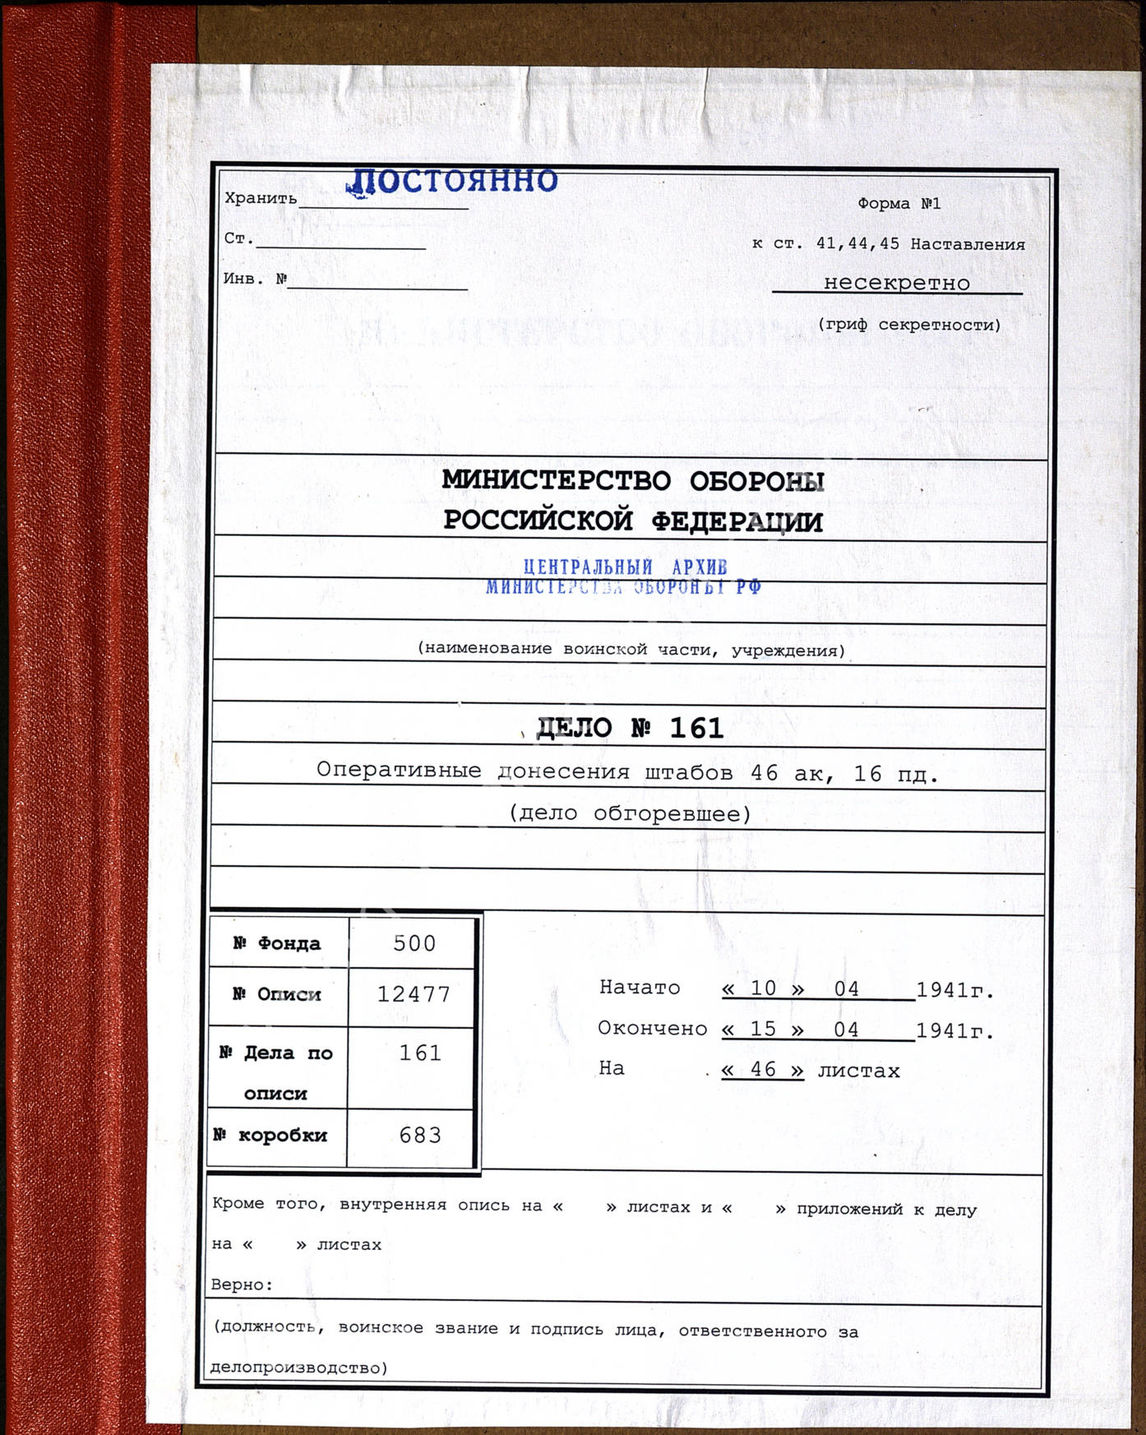 Хранить ПОСТОЯННО
Форма №1
Ст.
к ст. 41,44,45 Наставления
Инв. №
несекретно
(гриф секретности)
МИНИСТЕРСТВО ОБОРОНЫ
РОССИЙСКОЙ ФЕДЕРАЦИИ
ЦЕНТРАЛЬНЫЙ АРХИВ
МИНИСТЕРСТВА ОБОРОНЫ РФ
(наименование воинской части, учреждения)
ДЕЛО № 161
Оперативные донесения штабов 46 ак, 16 пд.
(дело обгоревшее)
№ Фонда 500
№ Описи 12477
№ Дела по описи 161
№ коробки 683
Начато « 10 » 04 1941г.
Окончено « 15 » 04 1941г.
На « 46 » листах
Кроме того, внутренняя опись на « » листах и « » приложений к делу
на « » листах
Верно:
(должность, воинское звание и подпись лица, ответственного за
делопроизводство)